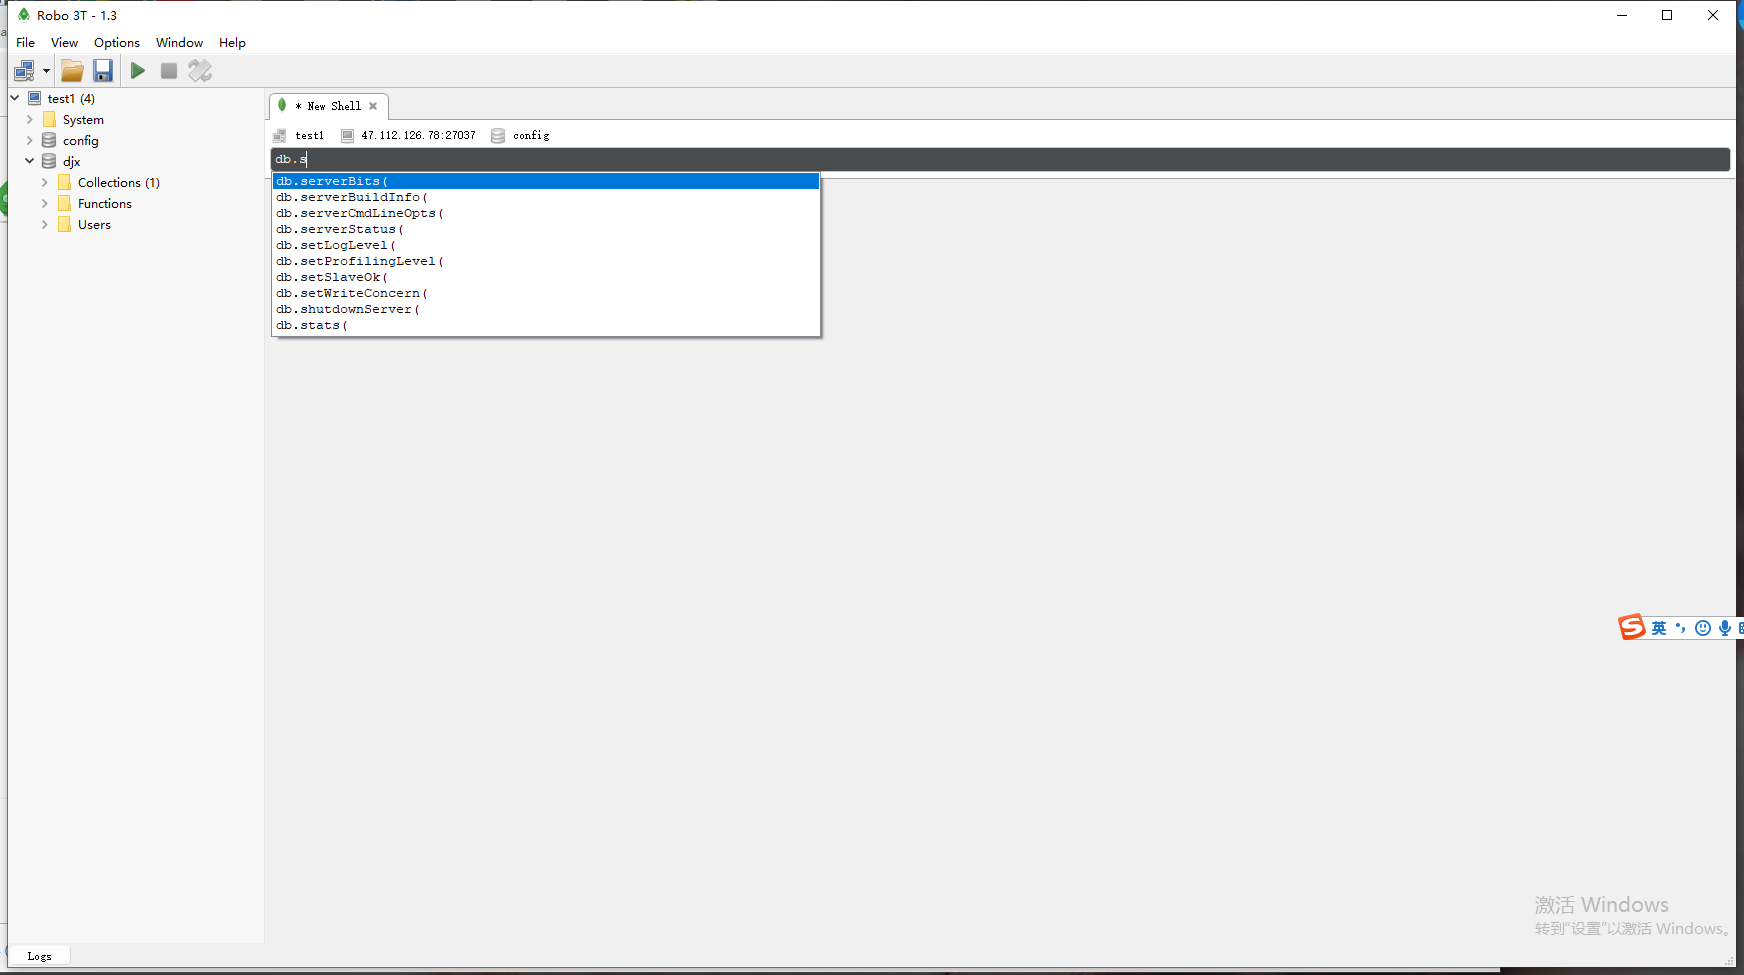 Robo 3T - 1.3
File View Options Window Help
test1 (4)
System
config
djx
Collections (1)
Functions
Users
* New Shell
test1 47.112.126.78:27037 config
db.s
db.serverBits(
db.serverBuildInfo(
db.serverCmdLineOpts(
db.serverStatus(
db.setLogLevel(
db.setProfilingLevel(
db.setSlaveOk(
db.setWriteConcern(
db.shutdownServer(
db.stats(
S 英
激活 Windows
转到“设置”以激活 Windows。
Logs